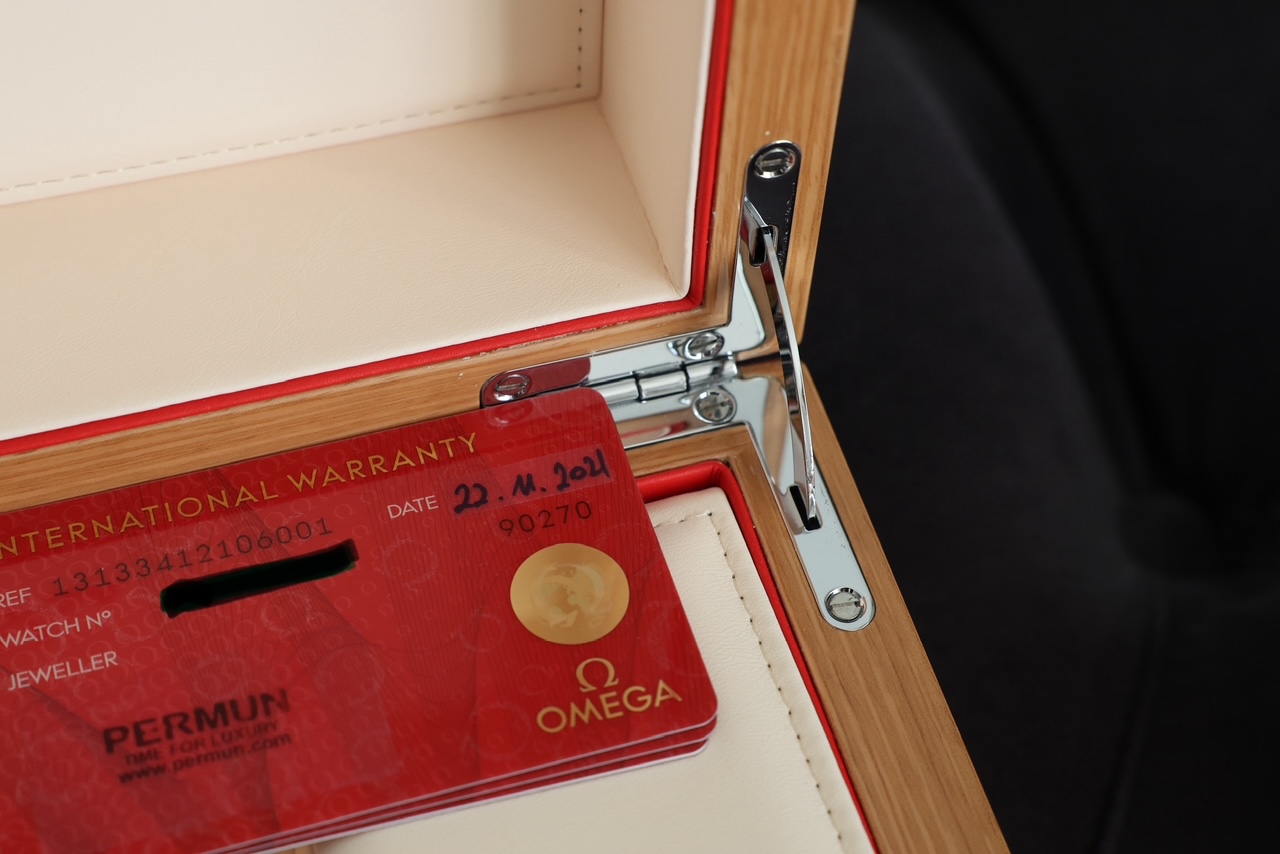 INTERNATIONAL WARRANTY
REF 13133412106001
DATE 22.11.2021
90270
WATCH Nº
JEWELLER
PERMUN
TIME FOR LUXURY
www.permun.com
Ω
OMEGA